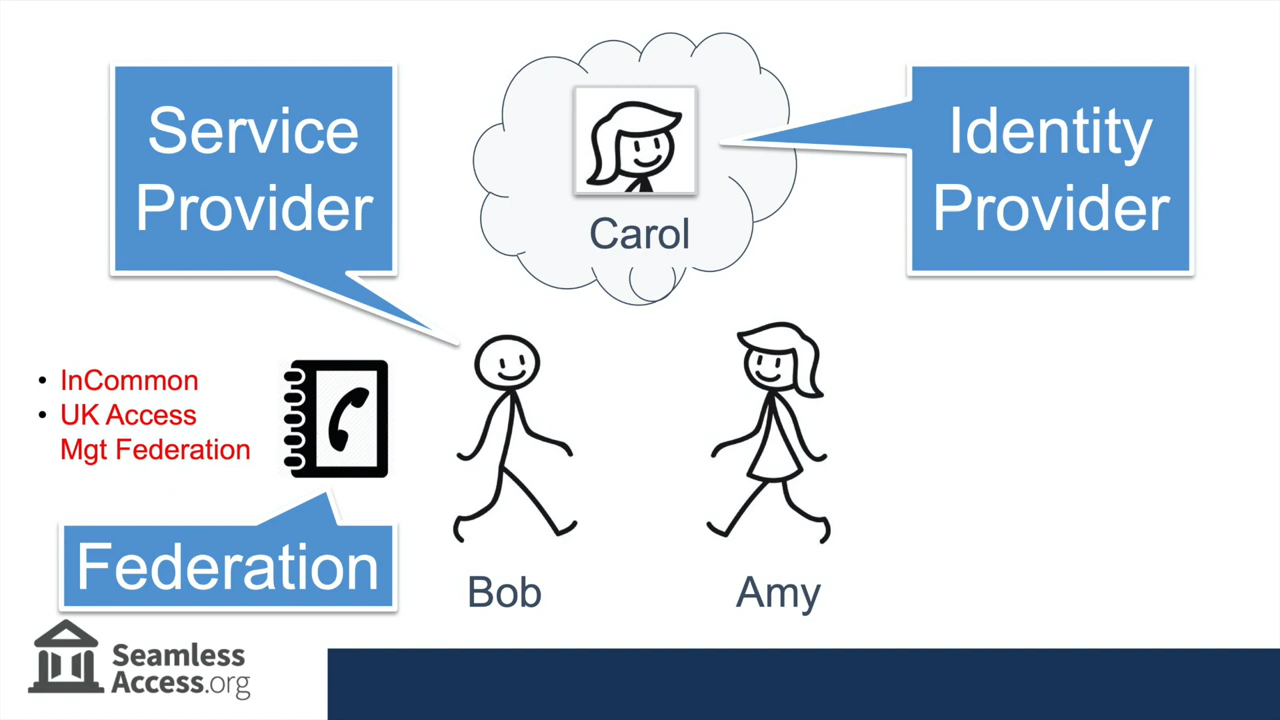 Service
Provider
Identity
Provider
Carol
InCommon
UK Access
Mgt Federation
Federation
Bob
Amy
Seamless
Access.org